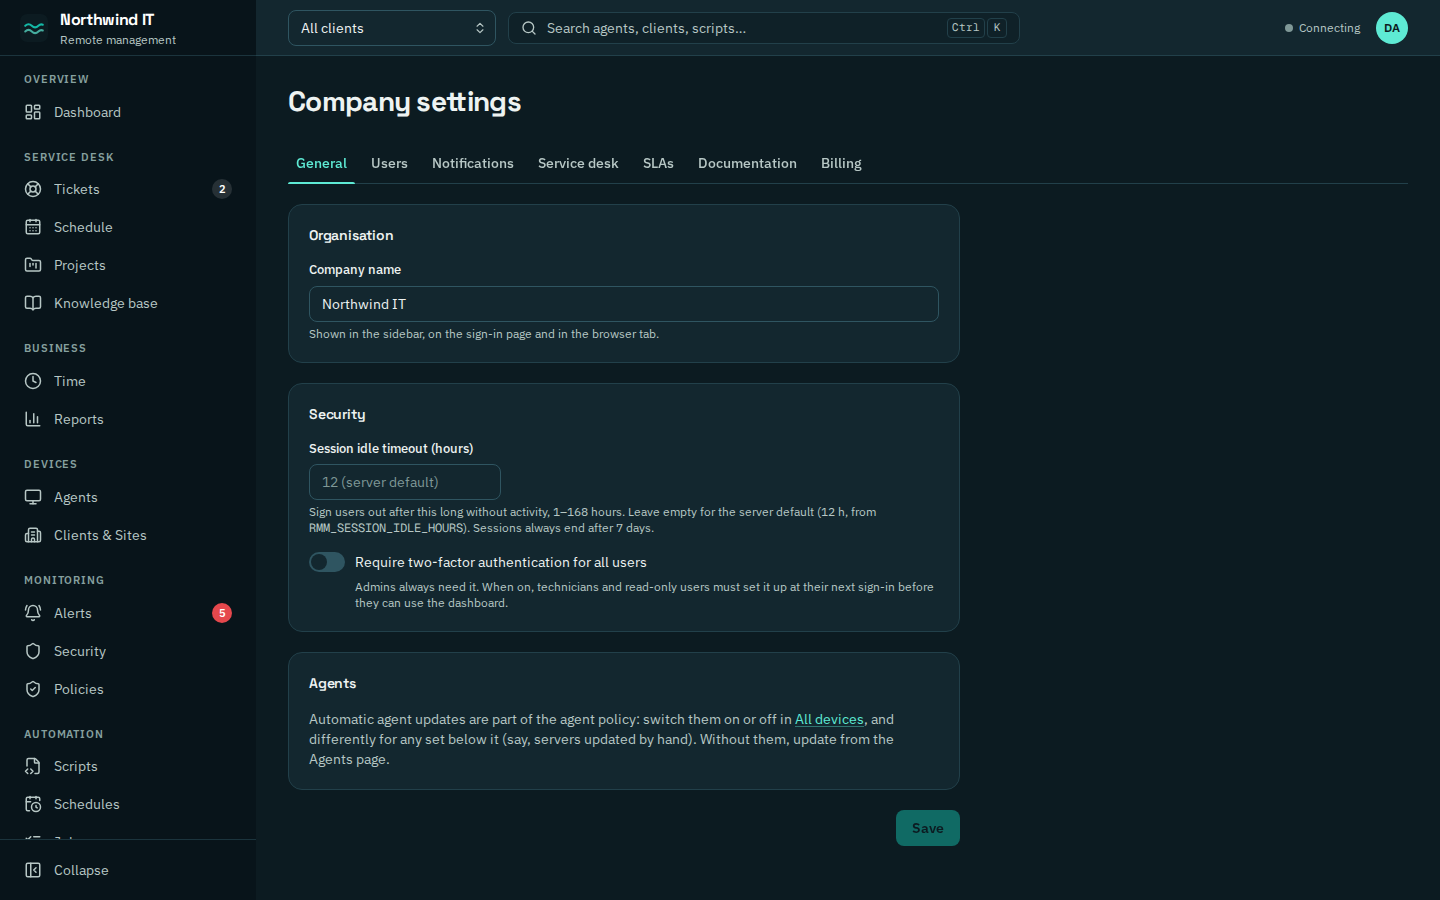 Northwind IT
Remote management
All clients
Search agents, clients, scripts...
Ctrl K
Connecting
DA
OVERVIEW
Dashboard
SERVICE DESK
Tickets 2
Schedule
Projects
Knowledge base
BUSINESS
Time
Reports
DEVICES
Agents
Clients & Sites
MONITORING
Alerts 5
Security
Policies
AUTOMATION
Scripts
Schedules
Collapse
Company settings
General Users Notifications Service desk SLAs Documentation Billing
Organisation
Company name
Northwind IT
Shown in the sidebar, on the sign-in page and in the browser tab.
Security
Session idle timeout (hours)
12 (server default)
Sign users out after this long without activity, 1–168 hours. Leave empty for the server default (12 h, from
RMM_SESSION_IDLE_HOURS). Sessions always end after 7 days.
Require two-factor authentication for all users
Admins always need it. When on, technicians and read-only users must set it up at their next sign-in before
they can use the dashboard.
Agents
Automatic agent updates are part of the agent policy: switch them on or off in All devices, and
differently for any set below it (say, servers updated by hand). Without them, update from the
Agents page.
Save